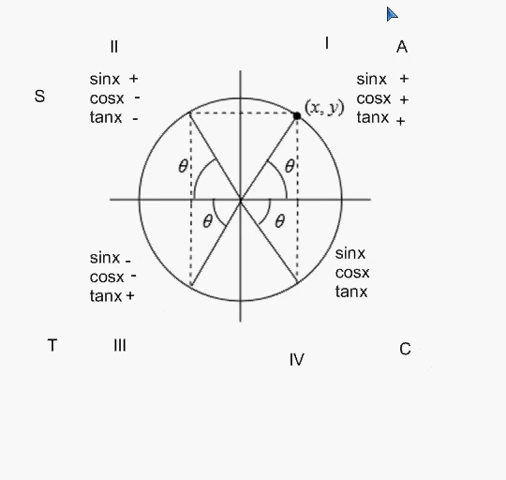 II
I
A
S
sinx +
cosx -
tanx -
sinx +
cosx +
tanx +
(x, y)
θ
θ
θ
θ
sinx -
cosx -
tanx +
sinx
cosx
tanx
T
III
IV
C